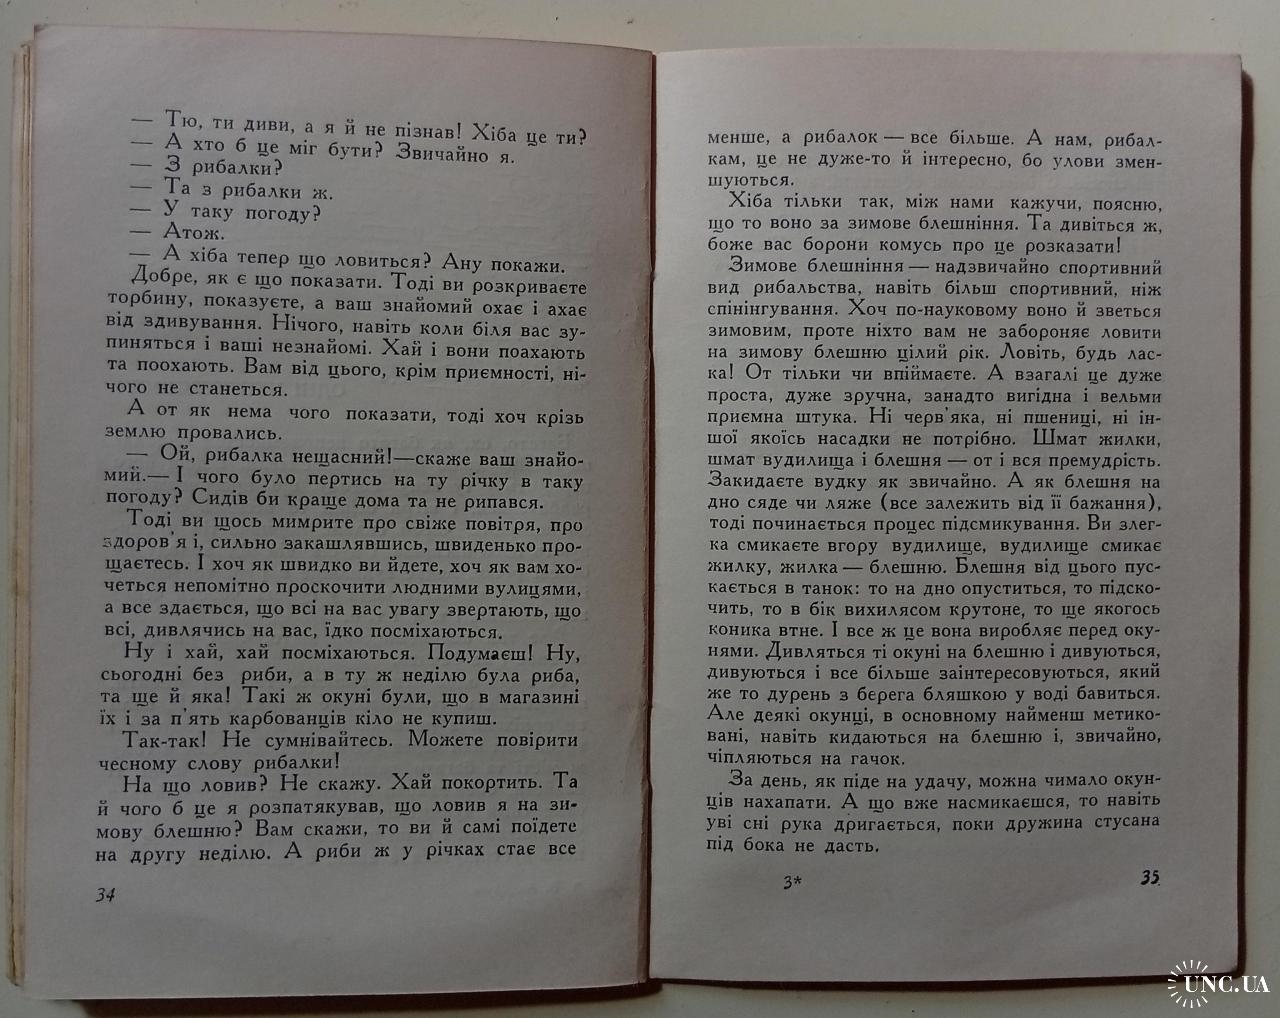 — Тю, ти диви, а я й не пізнав! Хіба це ти?
— А хто б це міг бути? Звичайно я.
— З рибалки?
— Та з рибалки ж.
— У таку погоду?
— Атож.
— А хіба тепер що ловиться? Ану покажи.
Добре, як є що показати. Тоді ви розкриваєте
торбину, показуєте, а ваш знайомий охає і ахає
від здивування. Нічого, навіть коли біля вас зу-
пиняться і ваші незнайомі. Хай і вони поахають
та поохають. Вам від цього, крім приємності, ні-
чого не станеться.
А от як нема чого показати, тоді хоч крізь
землю провались.
— Ой, рибалка нещасний!—скаже ваш знайо-
мий.— І чого було пертись на ту річку в таку
погоду? Сидів би краще дома та не рипався.
Тоді ви щось мимрите про свіже повітря, про
здоров'я і, сильно закашлявшись, швиденько про-
щаєтесь. І хоч як швидко ви йдете, хоч як вам хо-
четься непомітно проскочити людними вулицями,
а все здається, що всі на вас увагу звертають, що
всі, дивлячись на вас, їдко посміхаються.
Ну і хай, хай посміхаються. Подумаєш! Ну,
сьогодні без риби, а в ту ж неділю була риба,
та ще й яка! Такі ж окуні були, що в магазині
їх і за п'ять карбованців кіло не купиш.
Так-так! Не сумнівайтесь. Можете повірити
чесному слову рибалки!
На що ловив? Не скажу. Хай покортить. Та
й чого б це я розпатякував, що ловив я на зи-
мову блешню? Вам скажи, то ви й самі поїдете
на другу неділю. А риби ж у річках стає все
34
менше, а рибалок — все більше. А нам, рибал-
кам, це не дуже-то й інтересно, бо улови змен-
шуються.
Хіба тільки так, між нами кажучи, поясню,
що то воно за зимове блешніння. Та дивіться ж,
боже вас борони комусь про це розказати!
Зимове блешніння — надзвичайно спортивний
вид рибальства, навіть більш спортивний, ніж
спінінгування. Хоч по-науковому воно й зветься
зимовим, проте ніхто вам не забороняє ловити
на зимову блешню цілий рік. Ловіть, будь лас-
ка! От тільки чи впіймаєте. А взагалі це дуже
проста, дуже зручна, занадто вигідна і вельми
приємна штука. Ні черв'яка, ні пшениці, ні ін-
шої якоїсь насадки не потрібно. Шмат жилки,
шмат вудилища і блешня — от і вся премудрість.
Закидаєте вудку як звичайно. А як блешня на
дно сяде чи ляже (все залежить від її бажання),
тоді починається процес підсмикування. Ви злег-
ка смикаєте вгору вудилище, вудилище смикає
жилку, жилка — блешню. Блешня від цього пус-
кається в танок: то на дно опуститься, то підско-
чить, то в бік вихилясом крутоне, то ще якогось
коника втне. І все ж це вона виробляє перед оку-
нями. Дивляться ті окуні на блешню і дивуються,
дивуються і все більше заінтересовуються, який
же то дурень з берега бляшкою у воді бавиться.
Але деякі окунці, в основному найменш метико-
вані, навіть кидаються на блешню і, звичайно,
чіпляються на гачок.
За день, як піде на удачу, можна чимало окун-
ців нахапати. А що вже насмикаєшся, то навіть
уві сні рука дригається, поки дружина стусана
під бока не дасть.
3*
35
UNC.UA